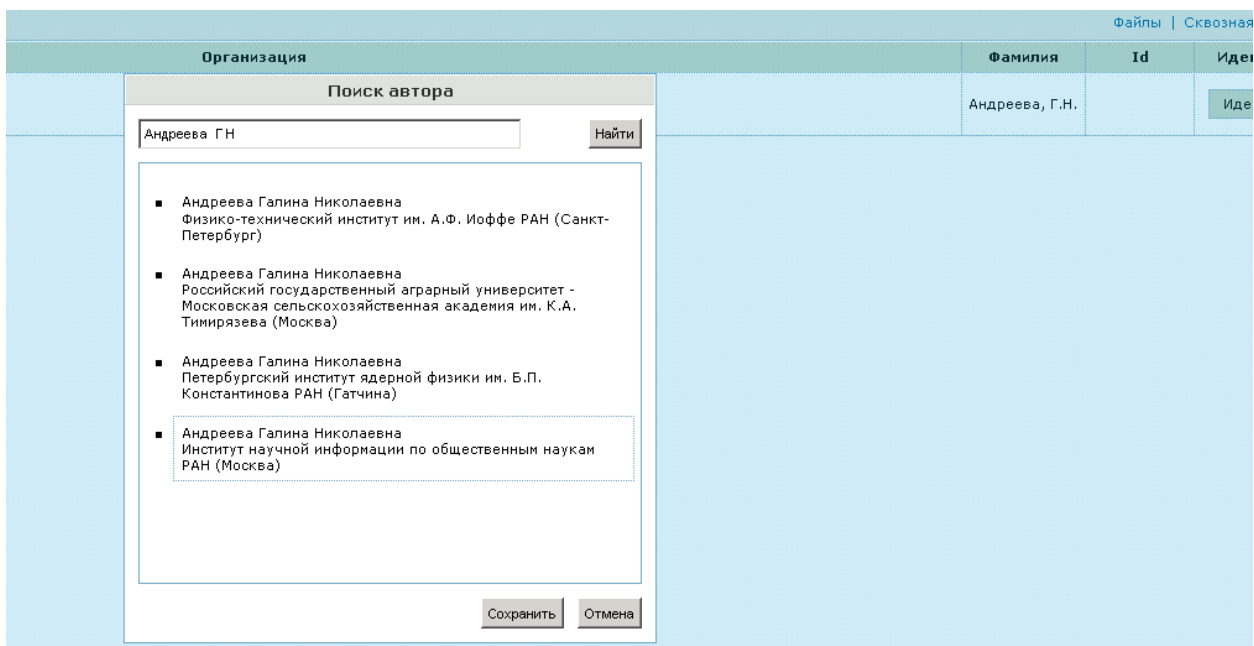 Файлы | Сквозная
Организация Фамилия Id
Поиск автора
Андреева, Г.Н.
Андреева ГН Найти
Андреева Галина Николаевна
Физико-технический институт им. А.Ф. Иоффе РАН (Санкт-
Петербург)
Андреева Галина Николаевна
Российский государственный аграрный университет -
Московская сельскохозяйственная академия им. К.А.
Тимирязева (Москва)
Андреева Галина Николаевна
Петербургский институт ядерной физики им. Б.П.
Константинова РАН (Гатчина)
Андреева Галина Николаевна
Институт научной информации по общественным наукам
РАН (Москва)
Сохранить Отмена